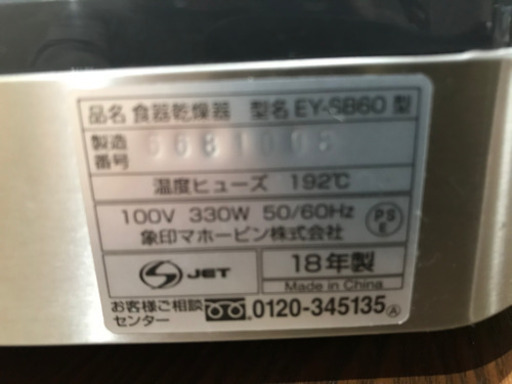 品名 食器乾燥器 型名 EY-SB60 型
製造番号
温度ヒューズ 192℃
100V 330W 50/60Hz PSE
象印マホービン株式会社
JET 18年製
Made in China
お客様ご相談センター 0120-345135 Ⓐ